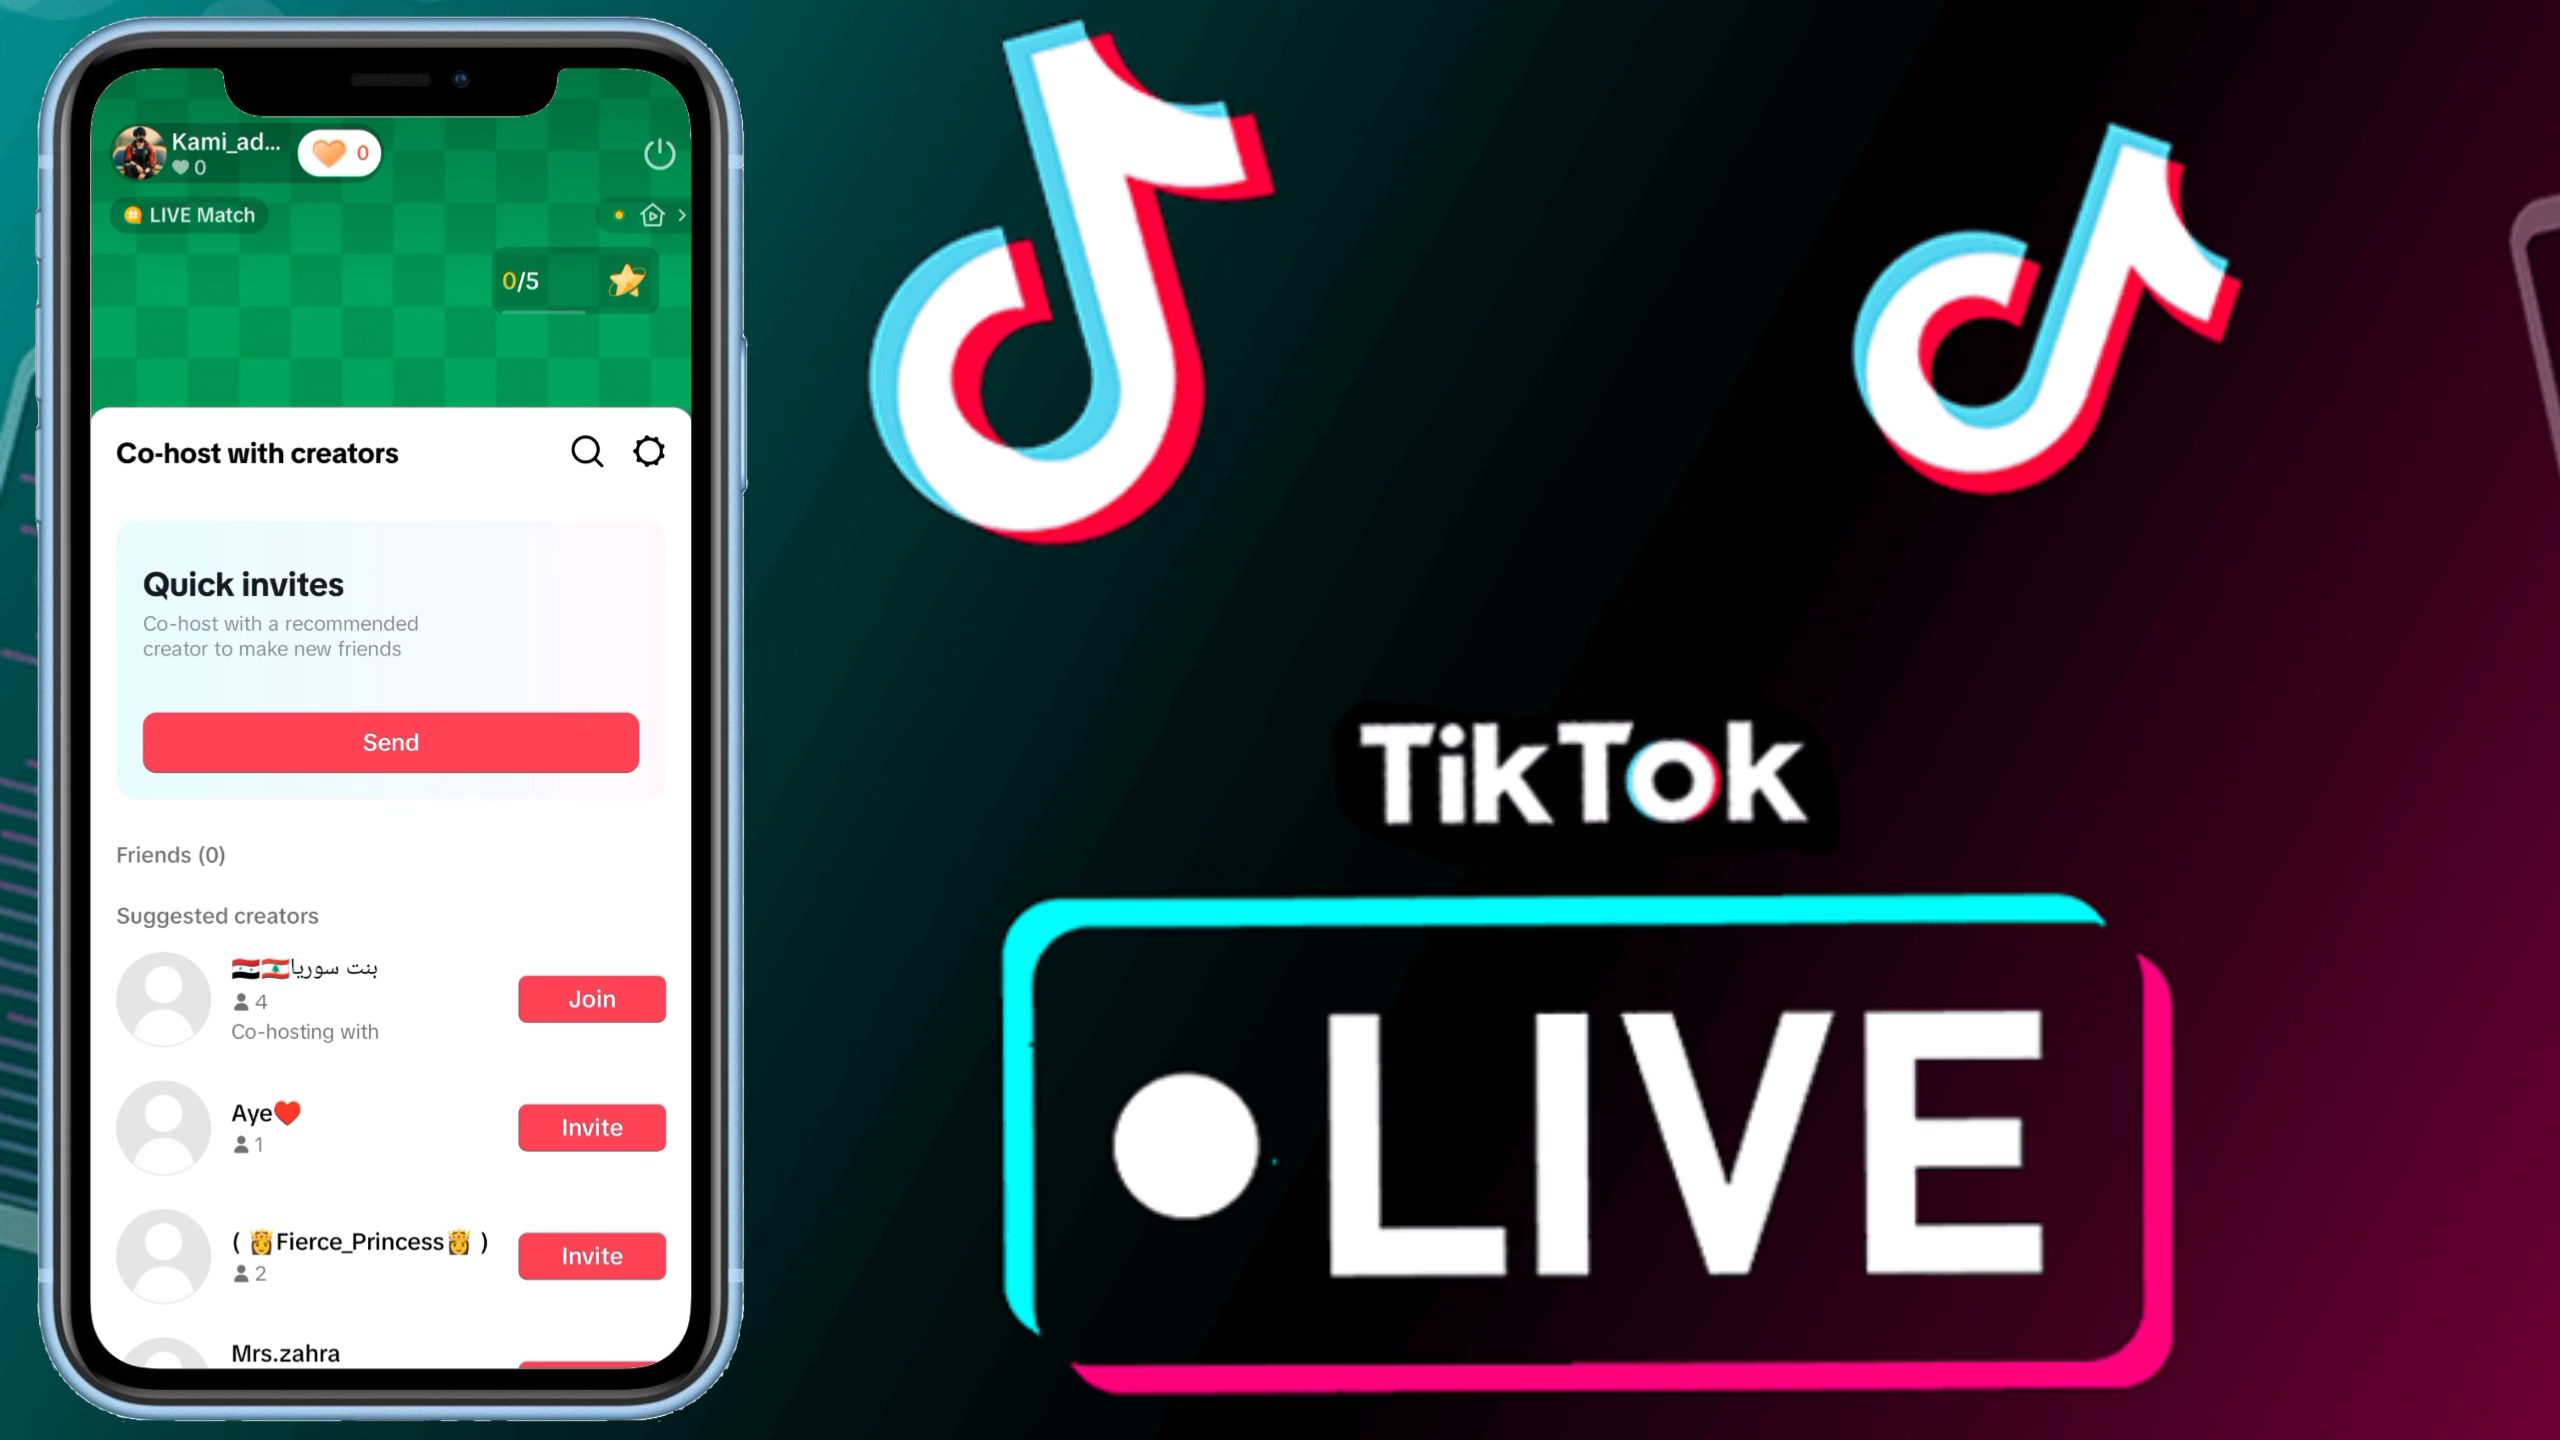 Kami_ad...
0
0
LIVE Match
0/5
Co-host with creators
Quick invites
Co-host with a recommended
creator to make new friends
Send
Friends (0)
Suggested creators
بنت سوريا🇱🇧🇸🇾
4
Co-hosting with
Join
Aye❤️
1
Invite
( 👸Fierce_Princess👸 )
2
Invite
Mrs.zahra
TikTok
LIVE